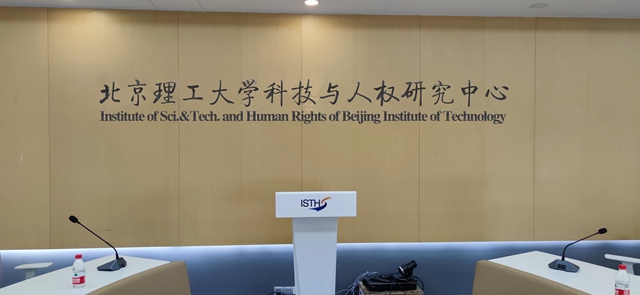 北京理工大学科技与人权研究中心
Institute of Sci.&Tech. and Human Rights of Beijing Institute of Technology
ISTH